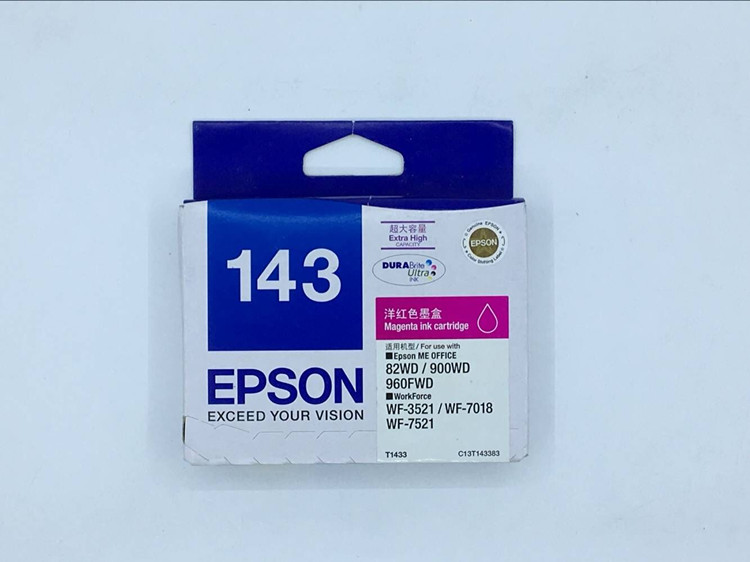 143
EPSON
EXCEED YOUR VISION
超大容量
Extra High
CAPACITY
DURABrite
Ultra
INK
Genuine EPSON
EPSON
洋红色墨盒
Magenta ink cartridge
适用机型/For use with
■Epson ME OFFICE
82WD / 900WD
960FWD
■WorkForce
WF-3521 / WF-7018
WF-7521
T1433
C13T143383